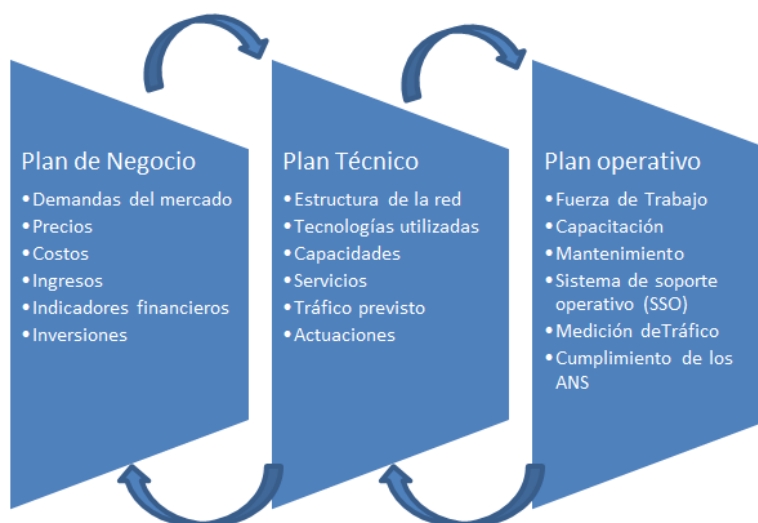 Plan de Negocio
•Demandas del mercado
•Precios
•Costos
•Ingresos
•Indicadores financieros
•Inversiones
Plan Técnico
•Estructura de la red
•Tecnologías utilizadas
•Capacidades
•Servicios
•Tráfico previsto
•Actuaciones
Plan operativo
•Fuerza de Trabajo
•Capacitación
•Mantenimiento
•Sistema de soporte
operativo (SSO)
•Medición deTráfico
•Cumplimiento de los
ANS